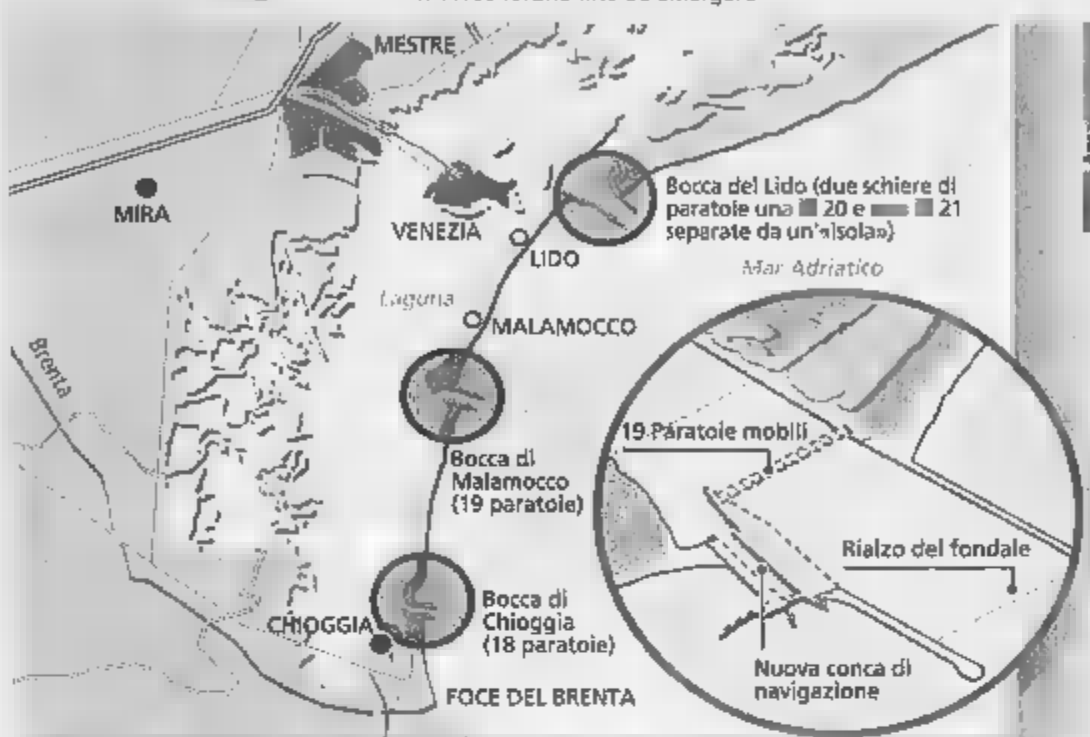 MESTRE
MIRA
VENEZIA
LIDO
Laguna
MALAMOCCO
Brenta
Bocca del Lido (due schiere di
paratoie una 20 e 21
separate da un'«isola»)
Mar Adriatico
Bocca di
Malamocco
(19 paratoie)
19 Paratoie mobili
Rialzo del fondale
Nuova conca di
navigazione
Bocca di
Chioggia
(18 paratoie)
CHIOGGIA
FOCE DEL BRENTA